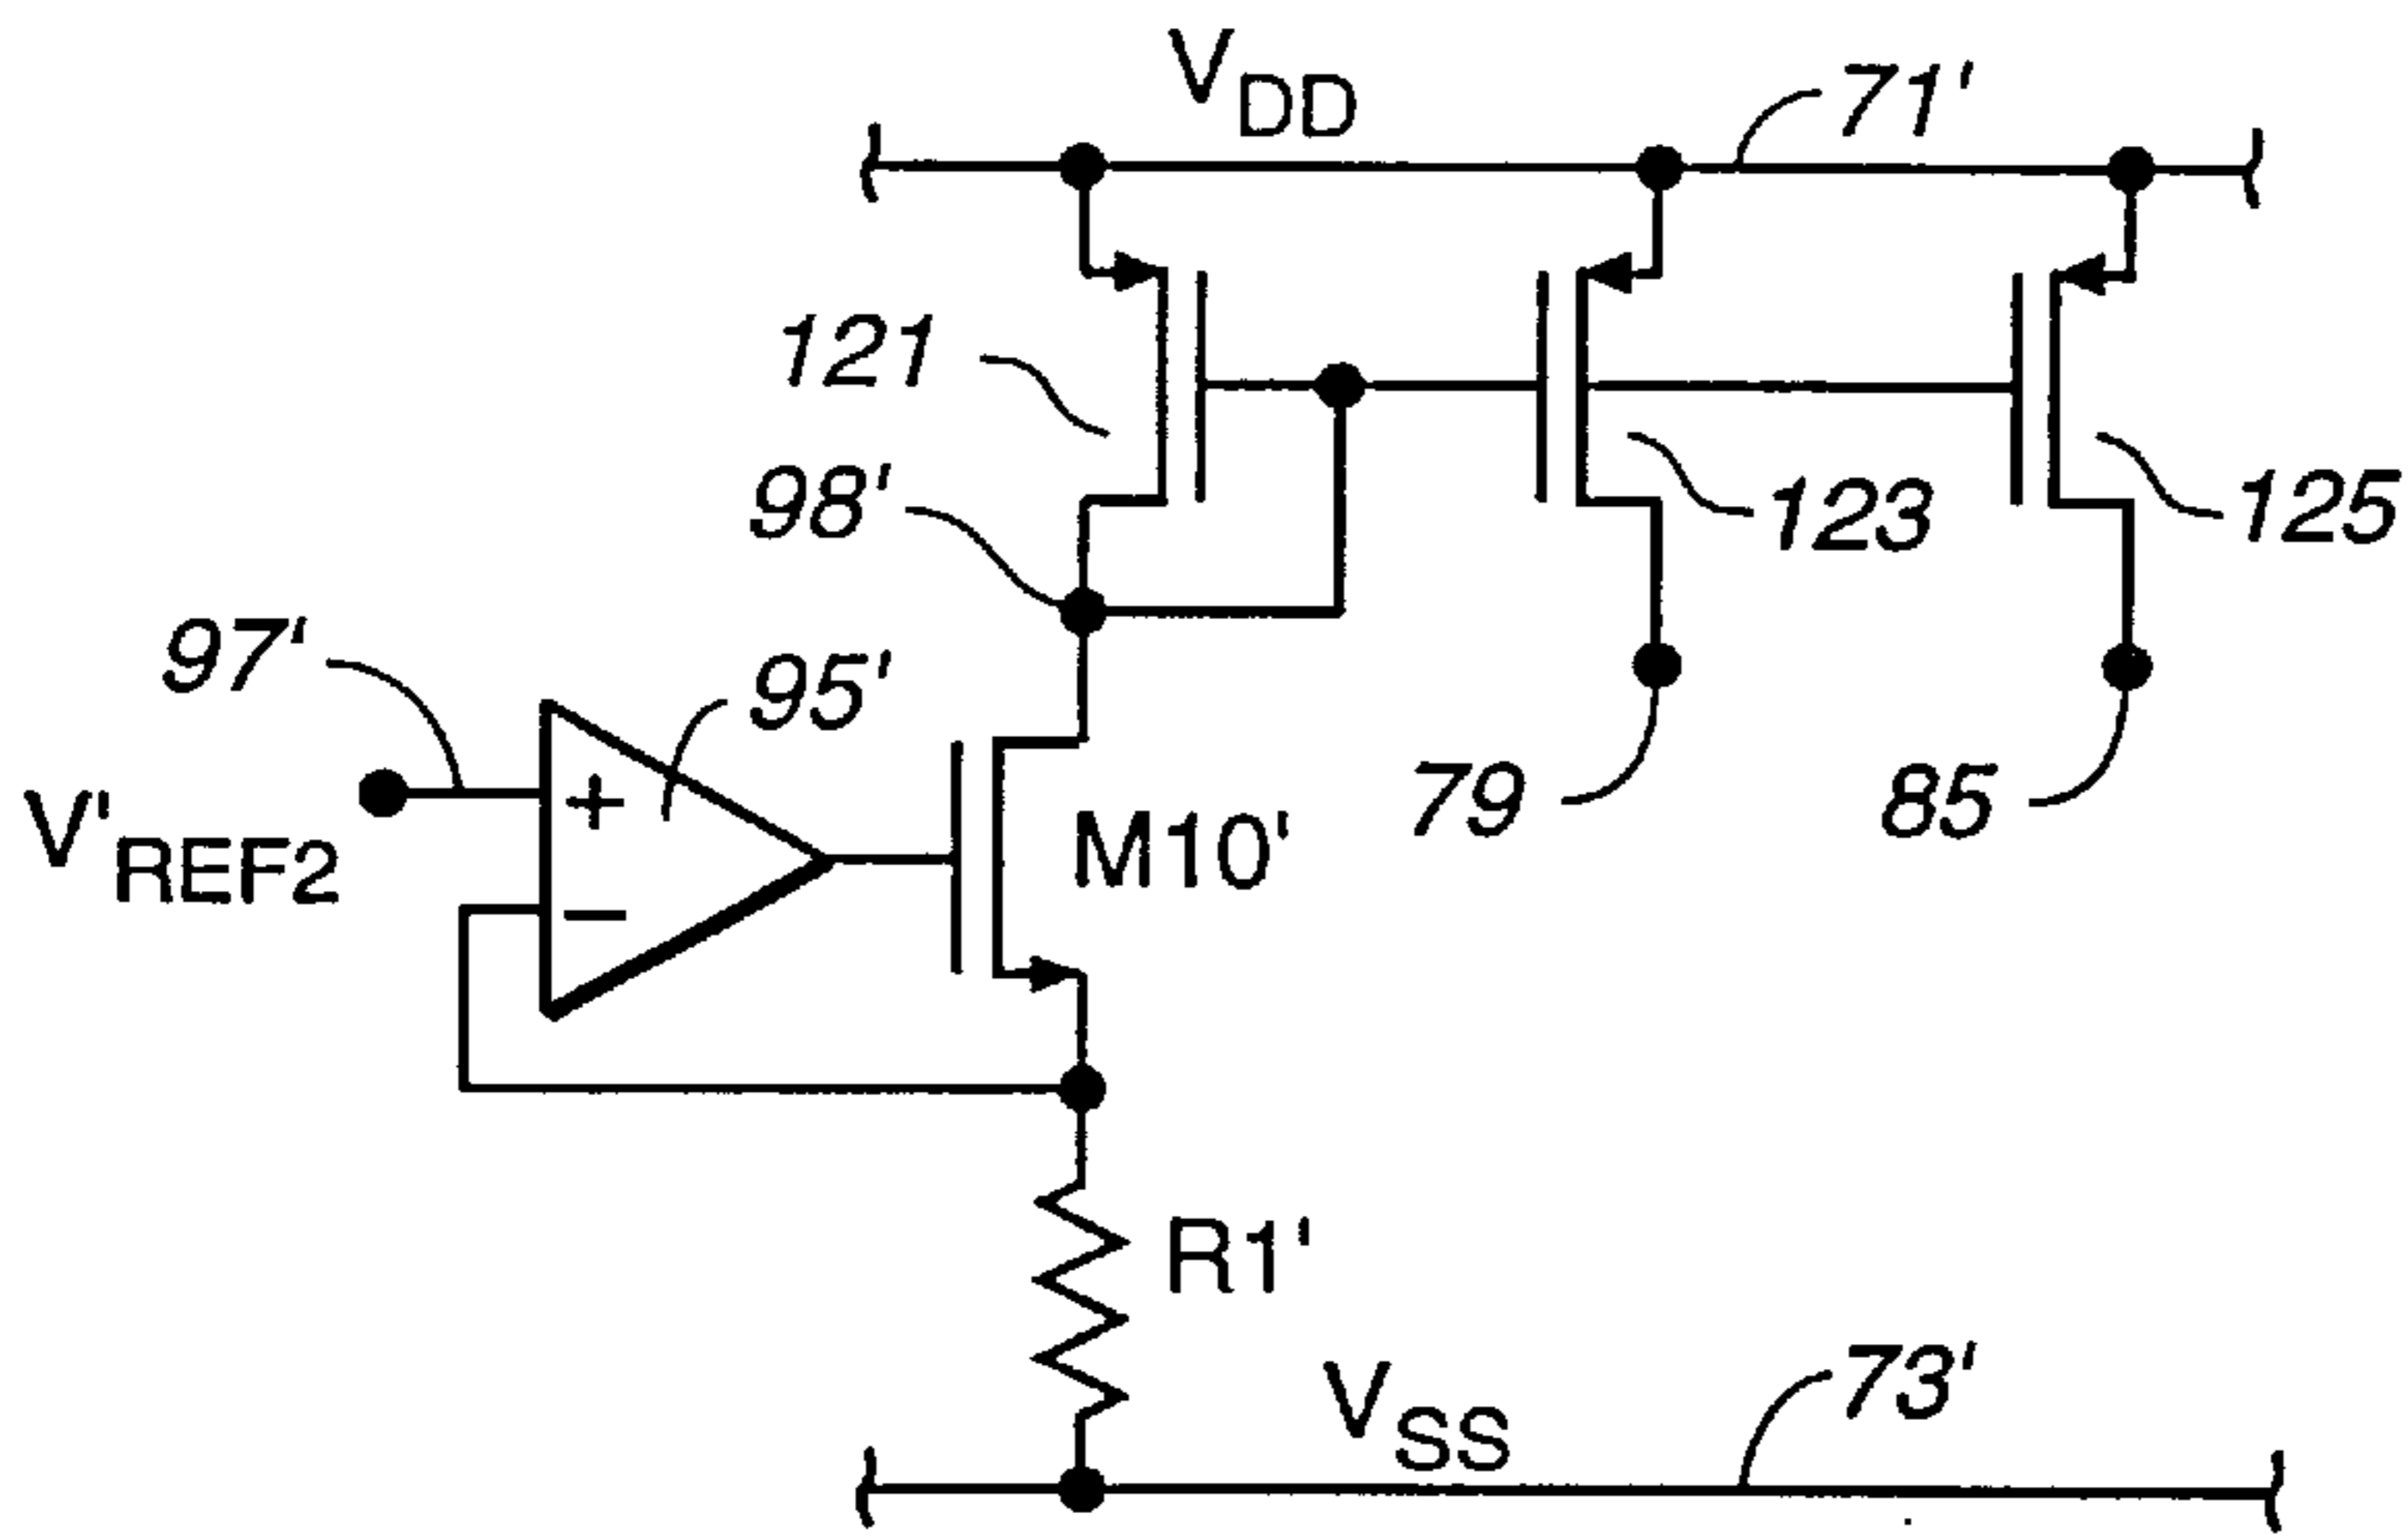 VDD
71'
121
98'
123
125
97'
95'
79
85
V'REF2
+
−
M10'
R1'
VSS
73'